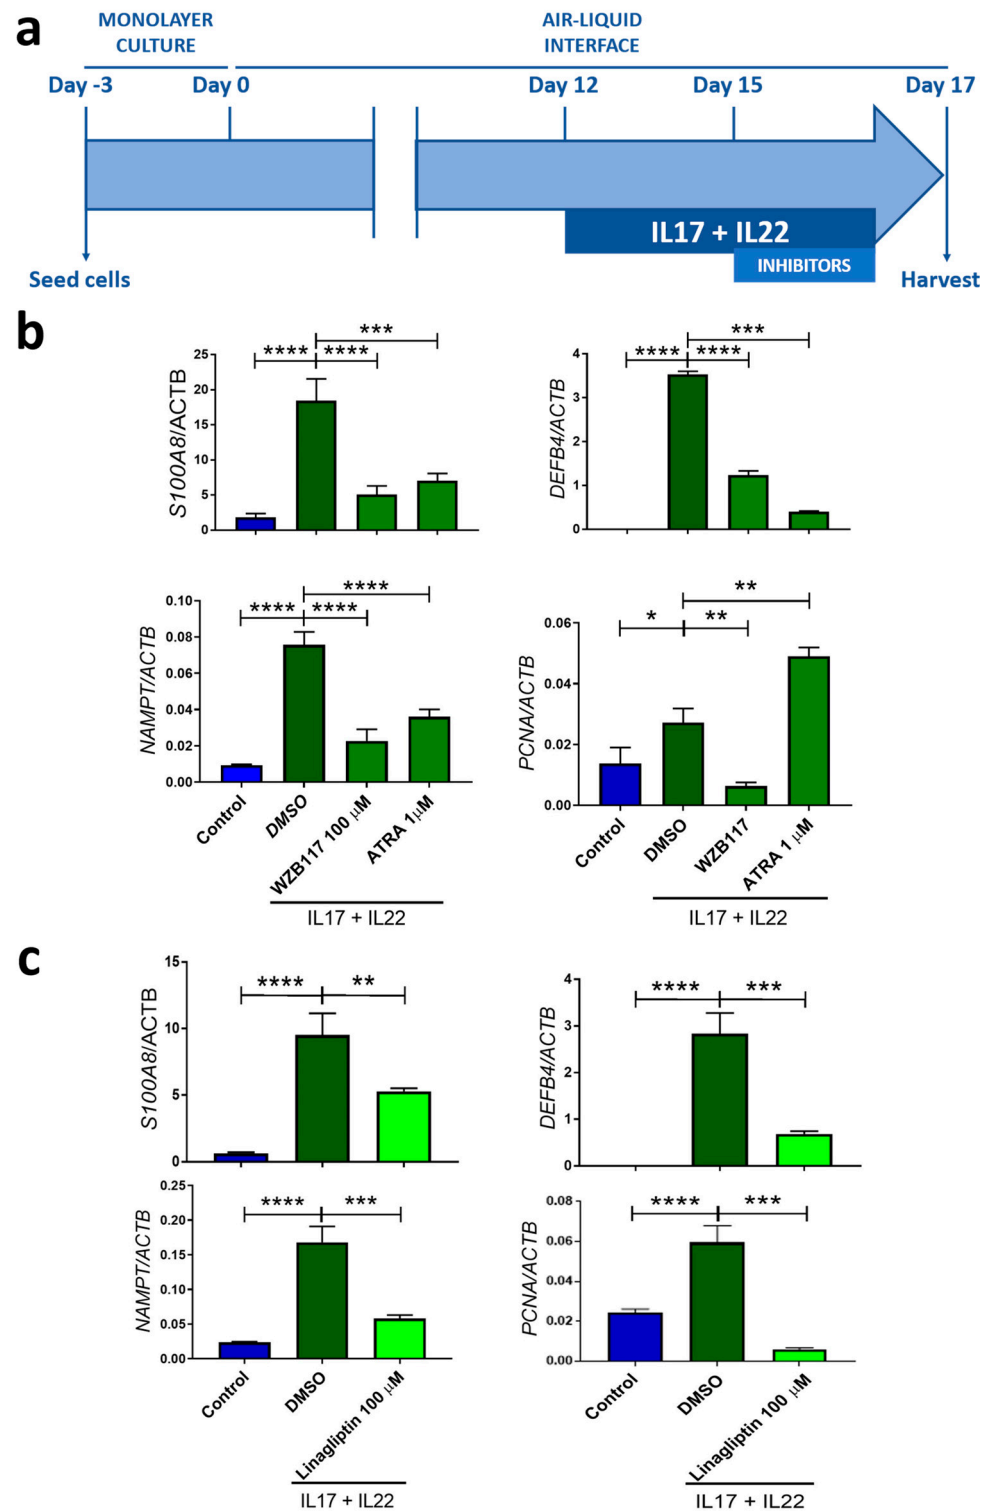 a
MONOLAYER
CULTURE
AIR-LIQUID
INTERFACE
Day -3
Day 0
Day 12
Day 15
Day 17
IL17 + IL22
INHIBITORS
Seed cells
Harvest
b
S100A8/ACTB
25
20
15
10
5
0
****
****
***
DEFB4/ACTB
4
3
2
1
0
****
****
***
NAMPT/ACTB
0.10
0.08
0.06
0.04
0.02
0.00
****
****
****
Control
DMSO
WZB117 100 µM
ATRA 1µM
IL17 + IL22
PCNA/ACTB
0.06
0.04
0.02
0.00
*
**
**
Control
DMSO
WZB117
ATRA 1 µM
IL17 + IL22
c
S100A8/ACTB
15
10
5
0
****
**
DEFB4/ACTB
4
3
2
1
0
****
***
NAMPT/ACTB
0.25
0.20
0.15
0.10
0.05
0.00
****
***
Control
DMSO
Linagliptin 100 µM
IL17 + IL22
PCNA/ACTB
0.08
0.06
0.04
0.02
0.00
****
***
Control
DMSO
Linagliptin 100 µM
IL17 + IL22